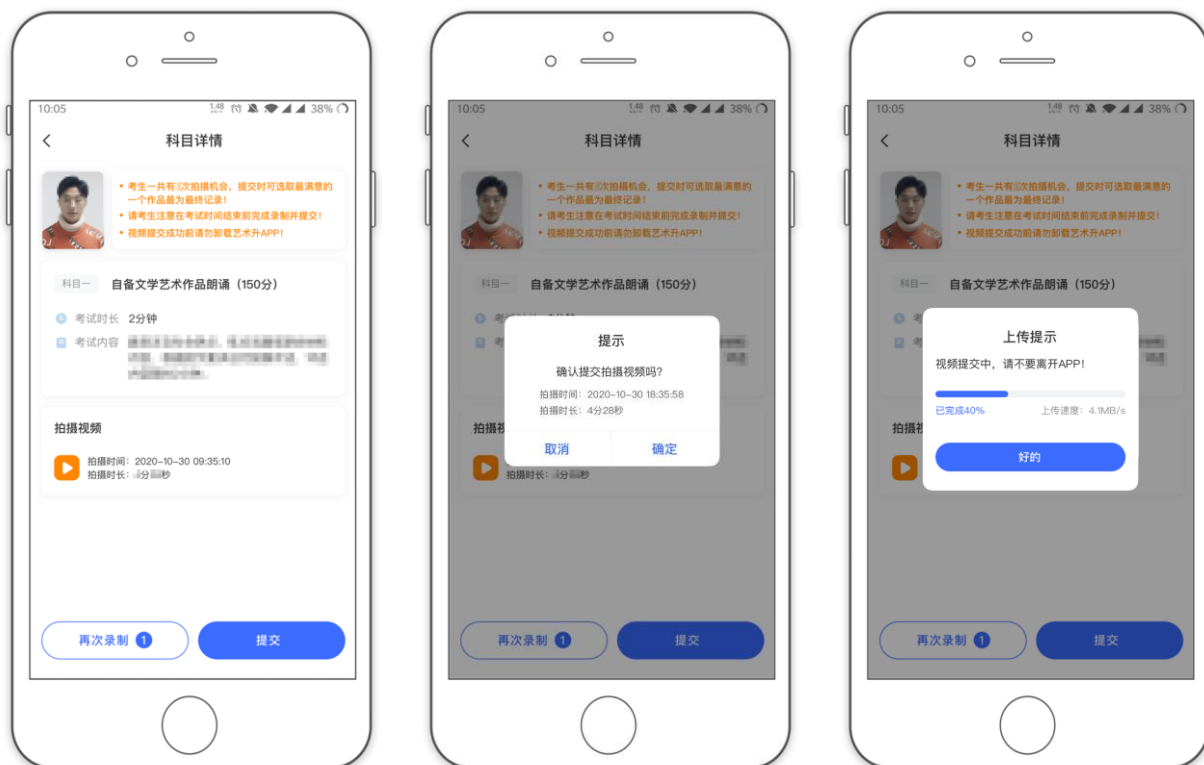 10:05
1.48
38%
科目详情
• 考生一共有 次拍摄机会，提交时可选取最满意的
一个作品最为最终记录！
• 请考生注意在考试时间结束前完成录制并提交！
• 视频提交成功前请勿卸载艺术升APP！
科目一 自备文学艺术作品朗诵（150分）
考试时长 2分钟
考试内容
拍摄视频
拍摄时间：2020-10-30 09:35:10
拍摄时长： 分 秒
再次录制 1
提交
10:05
1.48
38%
科目详情
• 考生一共有 次拍摄机会，提交时可选取最满意的
一个作品最为最终记录！
• 请考生注意在考试时间结束前完成录制并提交！
• 视频提交成功前请勿卸载艺术升APP！
科目一 自备文学艺术作品朗诵（150分）
提示
确认提交拍摄视频吗?
拍摄时间：2020-10-30 18:35:58
拍摄时长：4分28秒
取消
确定
拍摄
拍摄时长： 分 秒
再次录制 1
提交
10:05
1.48
38%
科目详情
• 考生一共有 次拍摄机会，提交时可选取最满意的
一个作品最为最终记录！
• 请考生注意在考试时间结束前完成录制并提交！
• 视频提交成功前请勿卸载艺术升APP！
科目一 自备文学艺术作品朗诵（150分）
上传提示
视频提交中，请不要离开APP！
已完成40%
上传速度：4.1MB/s
好的
拍摄
再次录制 1
提交